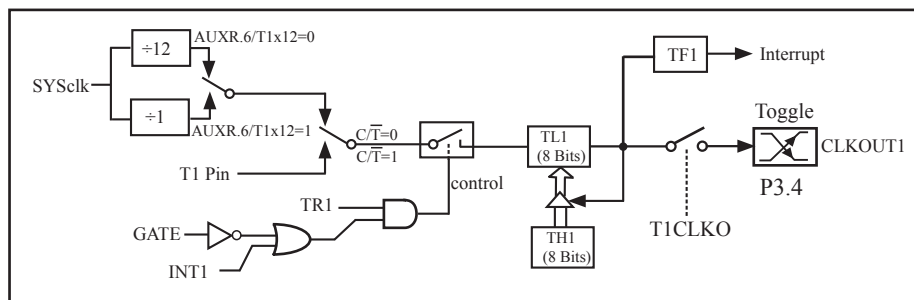 AUXR.6/T1x12=0
÷12
SYSclk
÷1
AUXR.6/T1x12=1
C/T̅=0
C/T̅=1
T1 Pin
control
TR1
GATE
INT1
TL1
(8 Bits)
TH1
(8 Bits)
TF1
Interrupt
Toggle
CLKOUT1
P3.4
T1CLKO